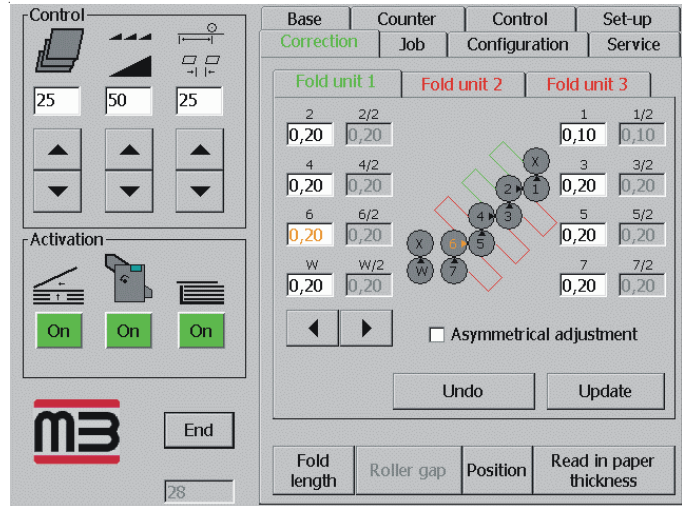 Control
25 50 25
Activation
On On On
M3
End
28
Base Counter Control Set-up
Correction Job Configuration Service
Fold unit 1 Fold unit 2 Fold unit 3
2 2/2 1 1/2
0,20 0,20 0,10 0,10
4 4/2 3 3/2
0,20 0,20 0,20 0,20
6 6/2 5 5/2
0,20 0,20 0,20 0,20
W W/2 7 7/2
0,20 0,20 0,20 0,20
X
2 1
4 3
X 6 5
W 7
Asymmetrical adjustment
Undo Update
Fold length
Roller gap
Position
Read in paper thickness